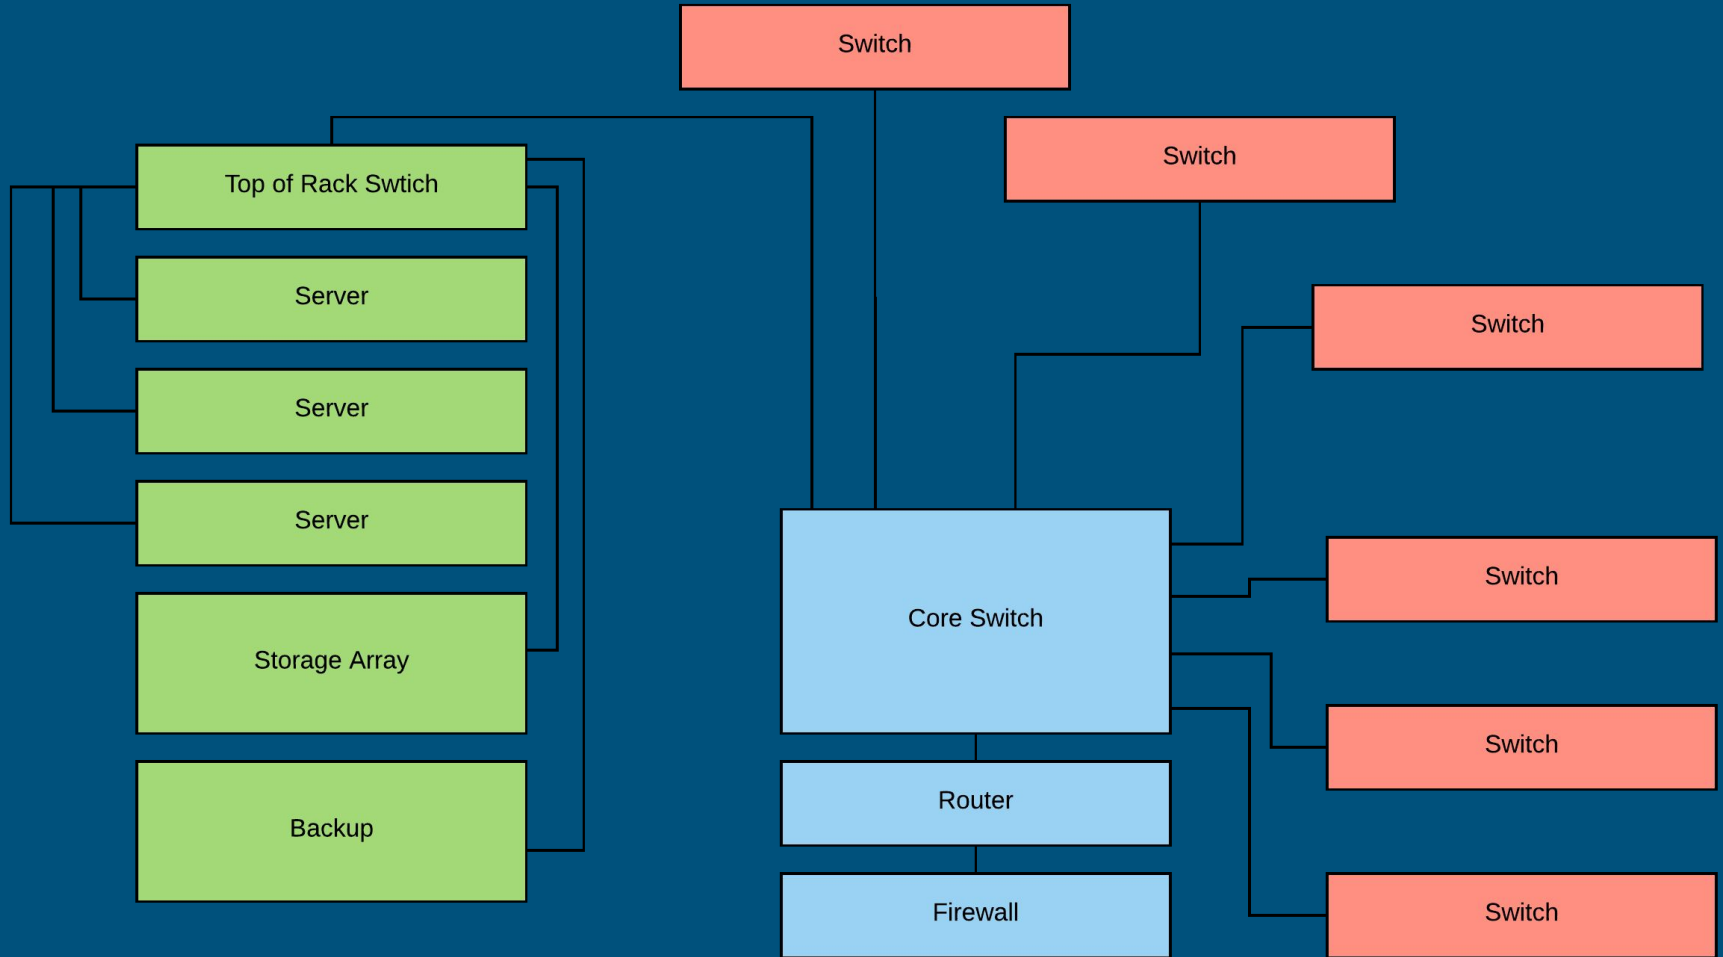 Switch
Switch
Top of Rack Swtich
Server
Switch
Server
Server
Switch
Core Switch
Storage Array
Switch
Router
Backup
Firewall
Switch